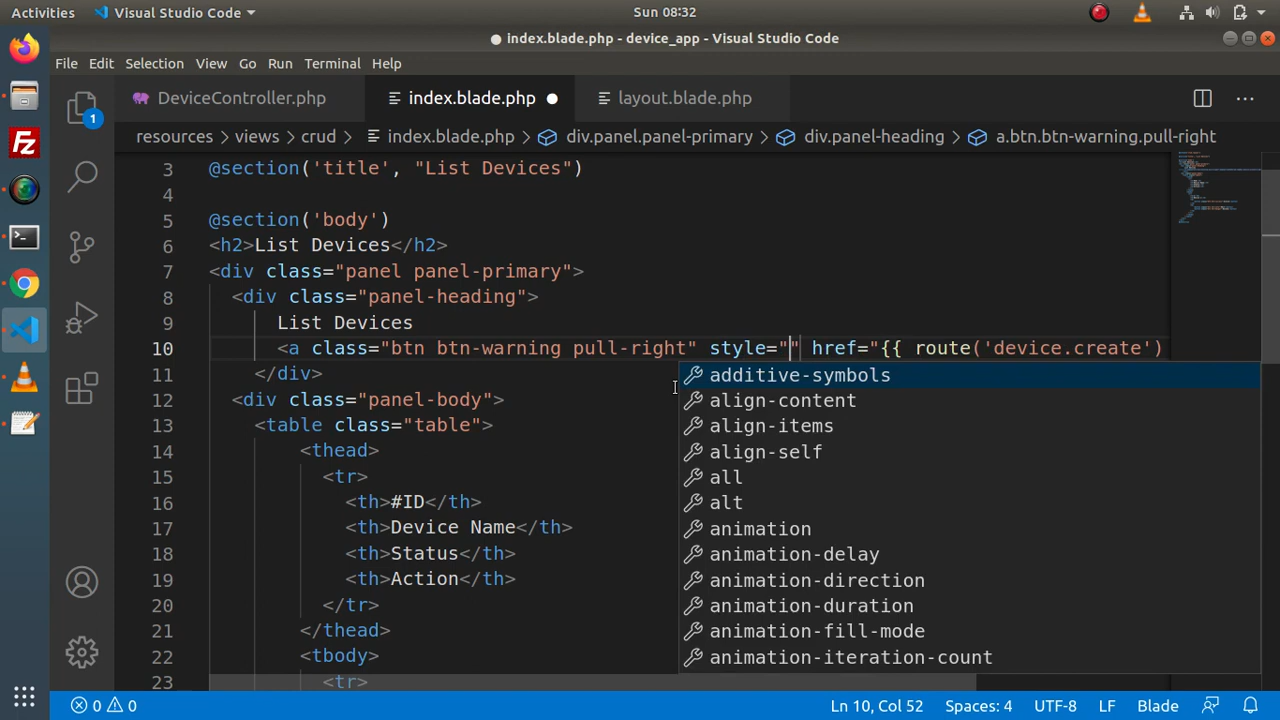 Activities Visual Studio Code Sun 08:32
index.blade.php - device_app - Visual Studio Code
File Edit Selection View Go Run Terminal Help
DeviceController.php index.blade.php layout.blade.php
resources > views > crud > index.blade.php > div.panel.panel-primary > div.panel-heading > a.btn.btn-warning.pull-right
3 @section('title', "List Devices")
4
5 @section('body')
6 <h2>List Devices</h2>
7 <div class="panel panel-primary">
8 <div class="panel-heading">
9 List Devices
10 <a class="btn btn-warning pull-right" style="" href="{{ route('device.create')
11 </div>
12 <div class="panel-body">
13 <table class="table">
14 <thead>
15 <tr>
16 <th>#ID</th>
17 <th>Device Name</th>
18 <th>Status</th>
19 <th>Action</th>
20 </tr>
21 </thead>
22 <tbody>
23 <tr>
additive-symbols
align-content
align-items
align-self
all
alt
animation
animation-delay
animation-direction
animation-duration
animation-fill-mode
animation-iteration-count
1
FZ
0 0 Ln 10, Col 52 Spaces: 4 UTF-8 LF Blade